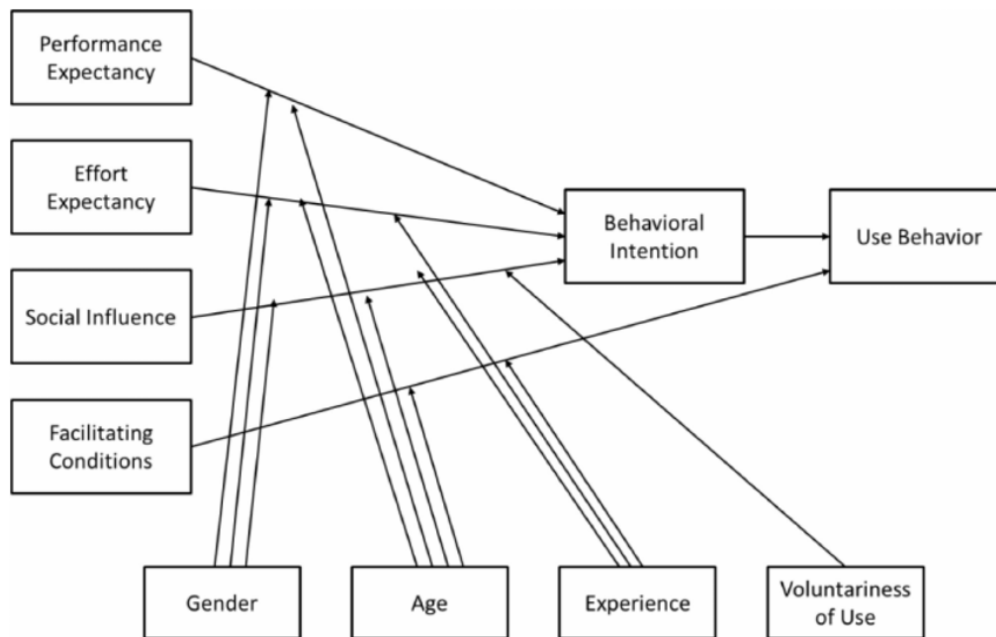 Performance
Expectancy
Effort
Expectancy
Social Influence
Facilitating
Conditions
Behavioral
Intention
Use Behavior
Gender
Age
Experience
Voluntariness
of Use